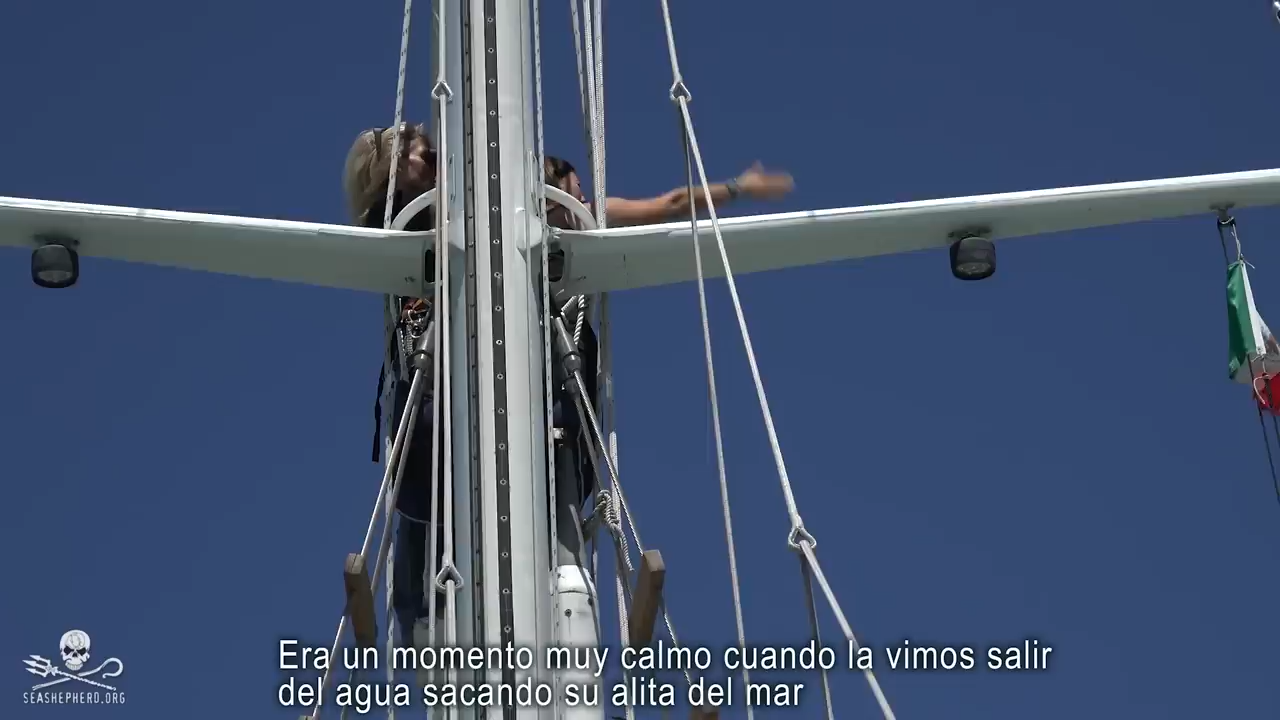 Era un momento muy calmo cuando la vimos salir
del agua sacando su alita del mar
SEASHEPHERD.ORG